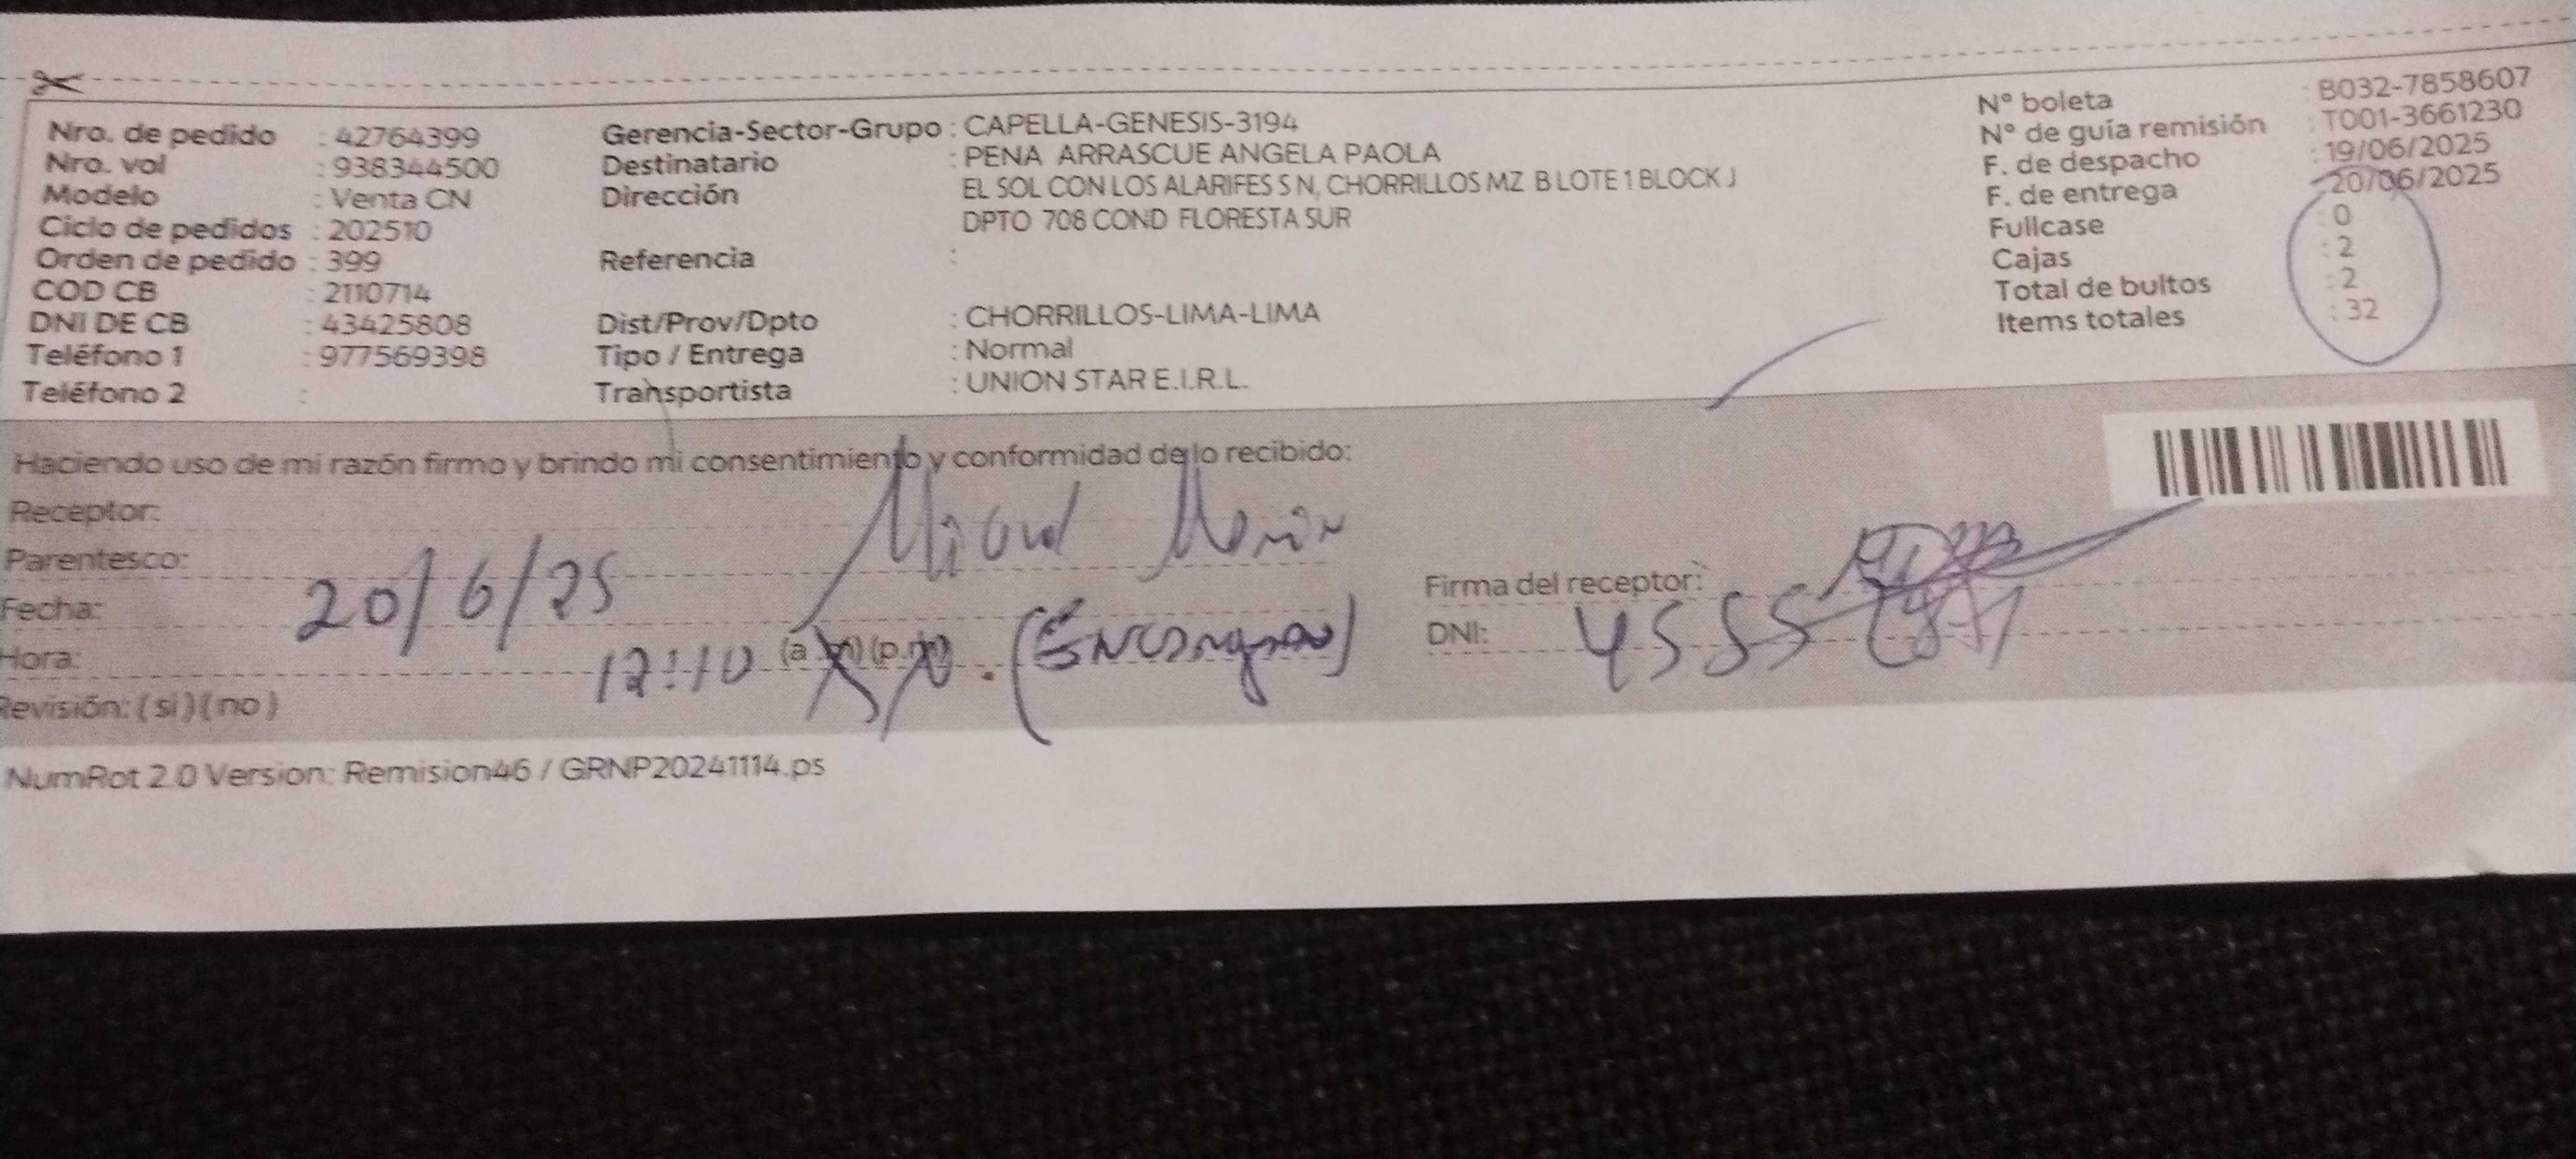 Nro. de pedido : 42764399
Nro. vol : 938344500
Modelo : Venta CN
Ciclo de pedidos : 202510
Orden de pedido : 399
COD CB : 2110714
DNI DE CB : 43425808
Teléfono 1 : 977569398
Teléfono 2 :
Gerencia-Sector-Grupo : CAPELLA-GENESIS-3194
Destinatario : PENA ARRASCUE ANGELA PAOLA
Dirección EL SOL CON LOS ALARIFES S N, CHORRILLOS MZ B LOTE 1 BLOCK J
DPTO 708 COND FLORESTA SUR
Referencia :
Dist/Prov/Dpto : CHORRILLOS-LIMA-LIMA
Tipo / Entrega : Normal
Transportista : UNION STAR E.I.R.L.
N° boleta : B032-7858607
N° de guía remisión : T001-3661230
F. de despacho : 19/06/2025
F. de entrega : 20/06/2025
Fullcase : 0
Cajas : 2
Total de bultos : 2
Items totales : 32
Haciendo uso de mi razón firmo y brindo mi consentimiento y conformidad de lo recibido:
Receptor: Miguel
Parentesco:
Fecha: 20/6/25
Hora: 12:10 (a.m) (p.m)
Revisión: (si) (no)
Firma del receptor:
DNI: 4555
NumRot 2.0 Version: Remision46 / GRNP20241114.ps